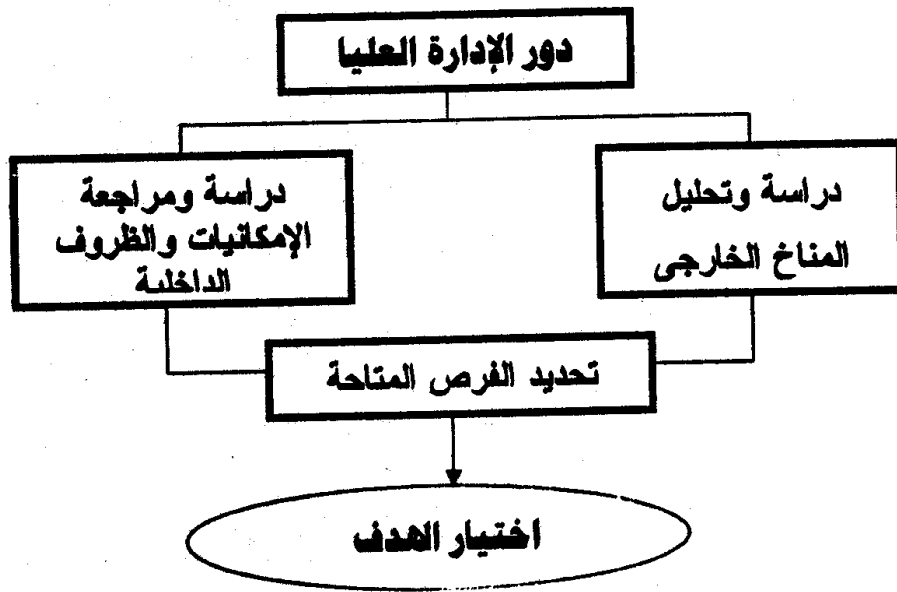 دور الإدارة العليا
دراسة وتحليل
المناخ الخارجى
دراسة ومراجعة
الإمكانيات والظروف
الداخلية
تحديد الفرص المتاحة
اختيار الهدف